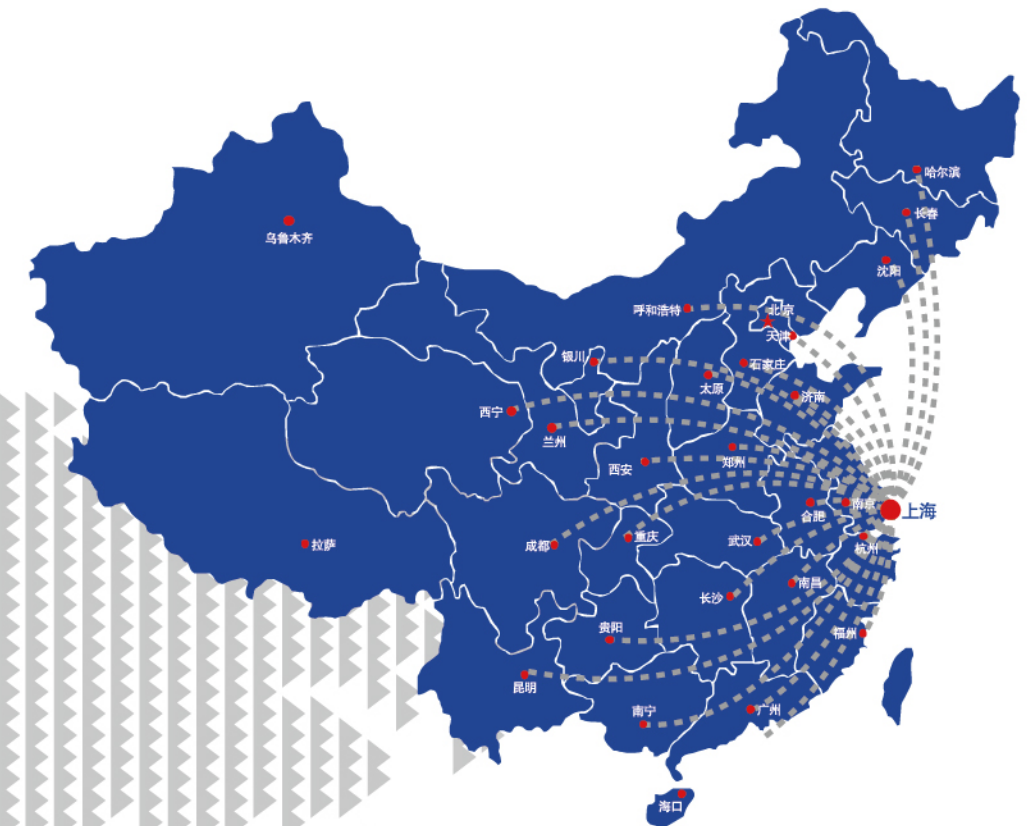 哈尔滨
长春
乌鲁木齐
沈阳
呼和浩特
北京
天津
银川
石家庄
太原
济南
西宁
兰州
西安
郑州
南京
上海
合肥
成都
重庆
武汉
杭州
拉萨
南昌
长沙
贵阳
福州
昆明
南宁
广州
海口